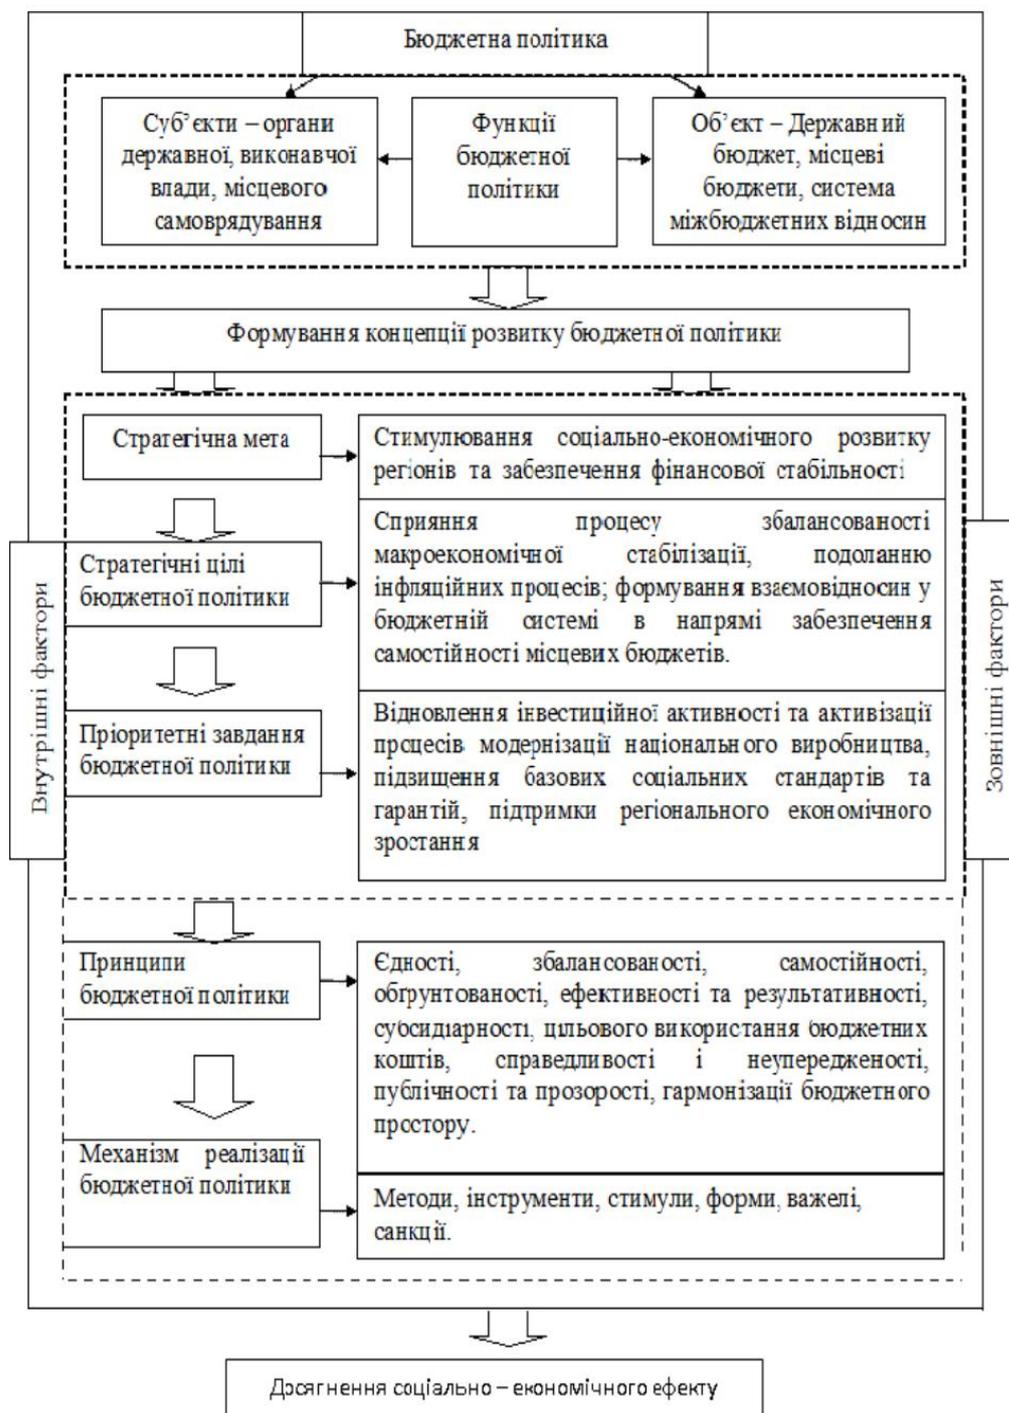 Бюджетна політика
Суб’єкти – органи
державної, виконавчої
влади, місцевого
самоврядування
Функції
бюджетної
політики
Об’єкт – Державний
бюджет, місцеві
бюджети, система
міжбюджетних відносин
Формування концепції розвитку бюджетної політики
Стратегічна мета
Стимулювання соціально-економічного розвитку
регіонів та забезпечення фінансової стабільності
Внутрішні фактори
Стратегічні цілі
бюджетної політики
Сприяння процесу збалансованості
макроекономічної стабілізації, подоланню
інфляційних процесів; формування взаємовідносин у
бюджетній системі в напрямі забезпечення
самостійності місцевих бюджетів.
Зовнішні фактори
Пріоритетні завдання
бюджетної політики
Відновлення інвестиційної активності та активізації
процесів модернізації національного виробництва,
підвищення базових соціальних стандартів та
гарантій, підтримки регіонального економічного
зростання
Принципи
бюджетної політики
Єдності, збалансованості, самостійності,
обґрунтованості, ефективності та результативності,
субсидіарності, цільового використання бюджетних
коштів, справедливості і неупередженості,
публічності та прозорості, гармонізації бюджетного
простору.
Механізм реалізації
бюджетної політики
Методи, інструменти, стимули, форми, важелі,
санкції.
Досягнення соціально – економічного ефекту